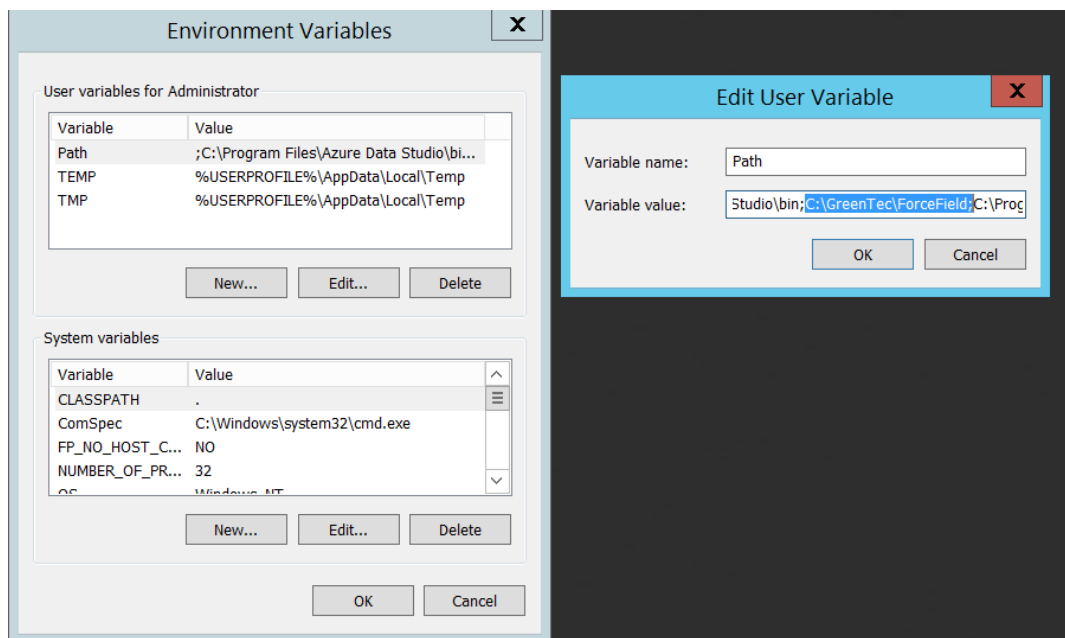 Environment Variables
X
User variables for Administrator
Variable Value
Path ;C:\Program Files\Azure Data Studio\bi...
TEMP %USERPROFILE%\AppData\Local\Temp
TMP %USERPROFILE%\AppData\Local\Temp
New... Edit... Delete
System variables
Variable Value
CLASSPATH .
ComSpec C:\Windows\system32\cmd.exe
FP_NO_HOST_C... NO
NUMBER_OF_PR... 32
OS Windows_NT
New... Edit... Delete
OK Cancel
Edit User Variable
X
Variable name: Path
Variable value: Studio\bin;C:\GreenTec\ForceField;C:\Prog
OK Cancel